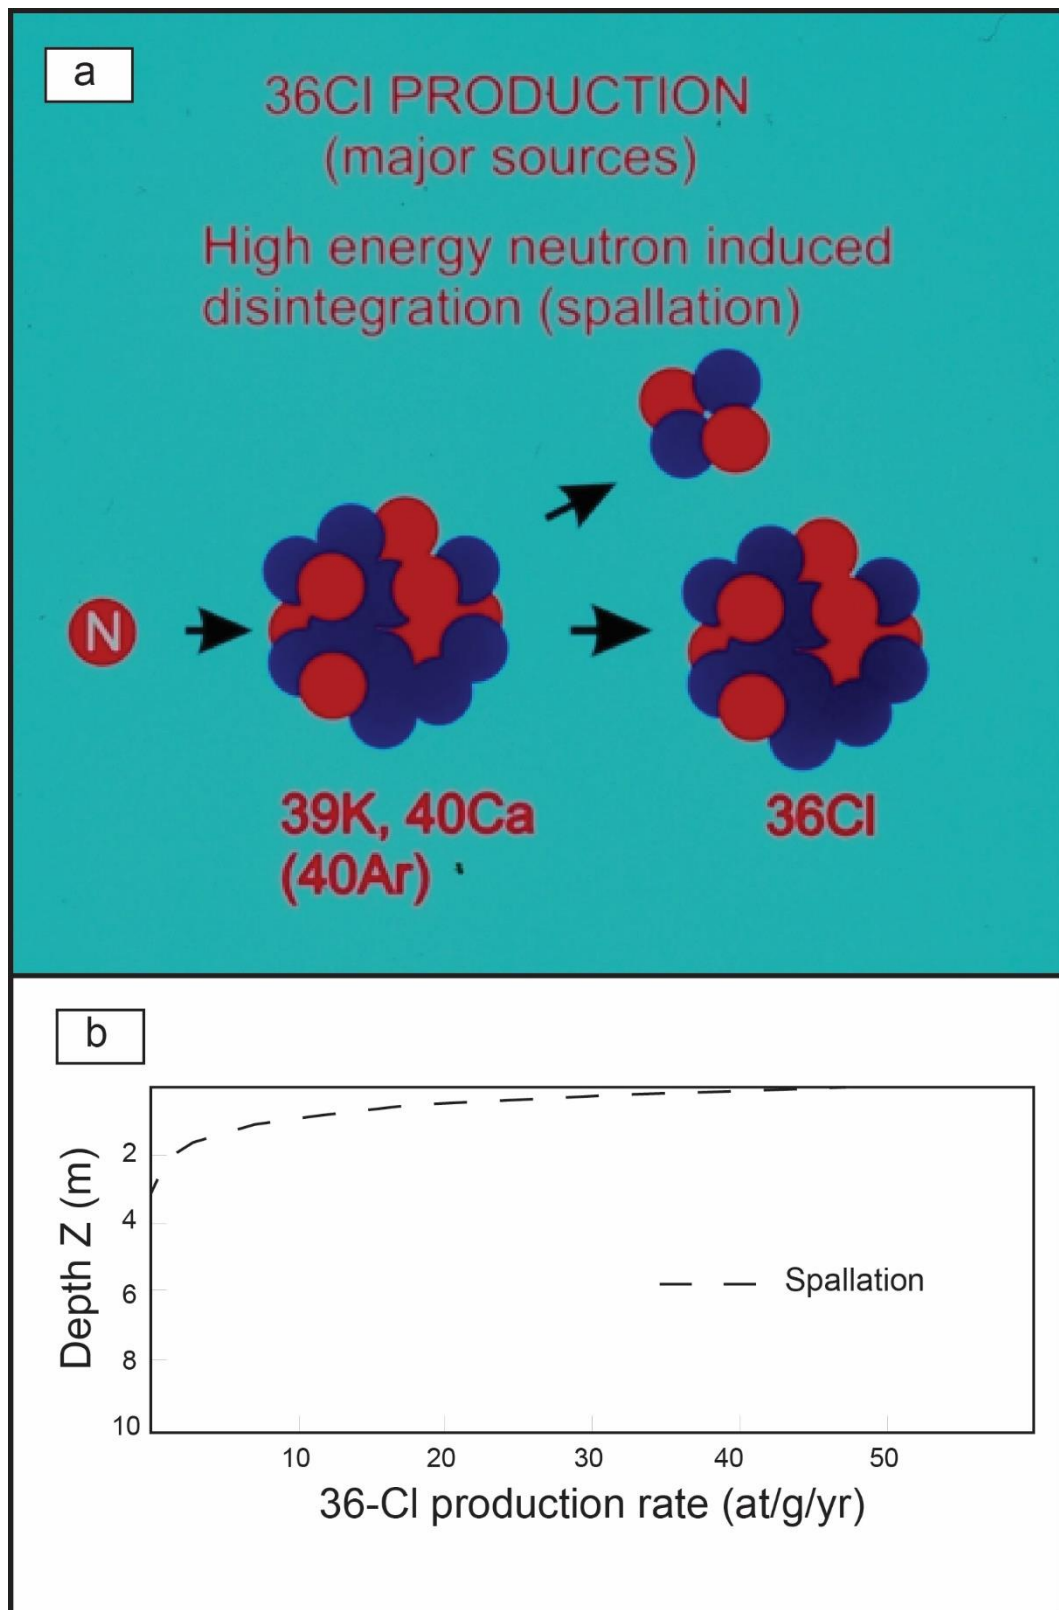 a
36Cl PRODUCTION
(major sources)
High energy neutron induced
disintegration (spallation)
N
39K, 40Ca
(40Ar)
36Cl
b
Depth Z (m)
2
4
6
8
10
Spallation
10 20 30 40 50
36-Cl production rate (at/g/yr)